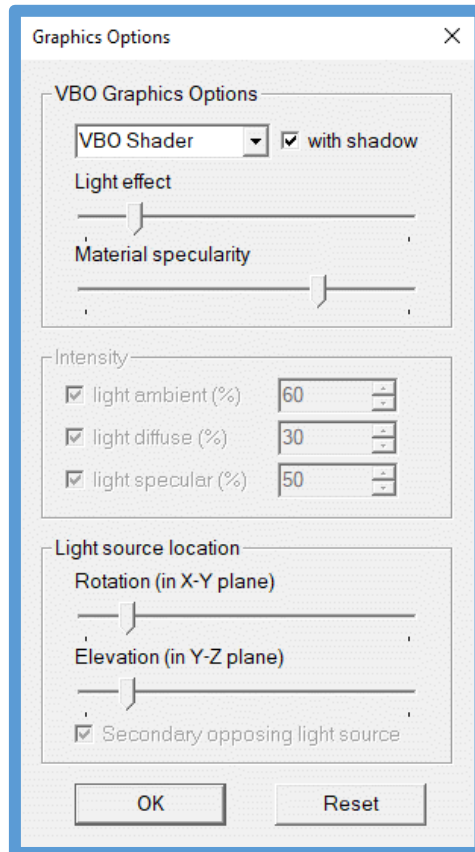 Graphics Options
VBO Graphics Options
VBO Shader with shadow
Light effect
Material specularity
Intensity
light ambient (%) 60
light diffuse (%) 30
light specular (%) 50
Light source location
Rotation (in X-Y plane)
Elevation (in Y-Z plane)
Secondary opposing light source
OK Reset